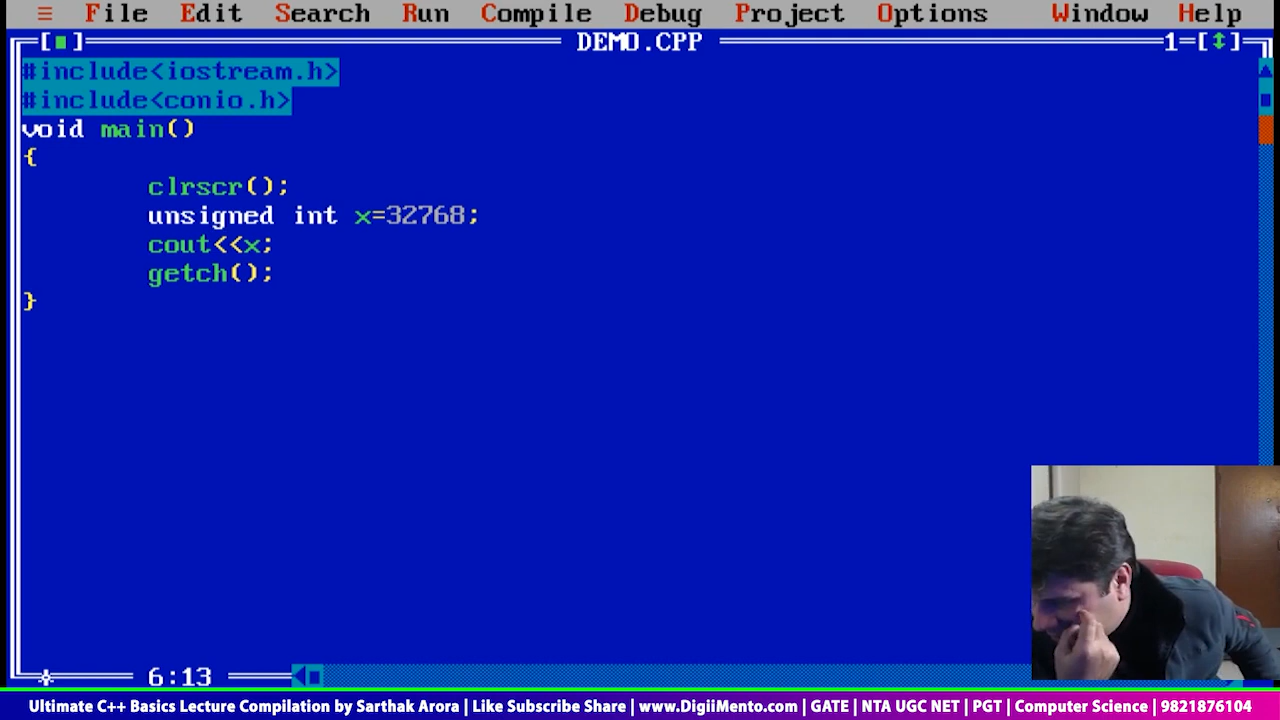 ≡ File Edit Search Run Compile Debug Project Options Window Help
[■] DEMO.CPP 1=[↕]
#include<iostream.h>
#include<conio.h>
void main()
{
clrscr();
unsigned int x=32768;
cout<<x;
getch();
}
6:13
Ultimate C++ Basics Lecture Compilation by Sarthak Arora | Like Subscribe Share | www.DigiiMento.com | GATE | NTA UGC NET | PGT | Computer Science | 9821876104